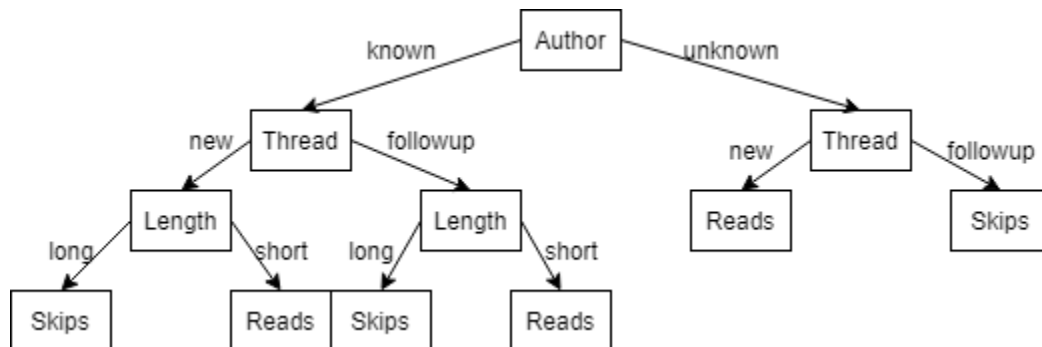 Author
known
unknown
Thread
Thread
new
followup
new
followup
Length
Length
Reads
Skips
long
short
long
short
Skips
Reads
Skips
Reads